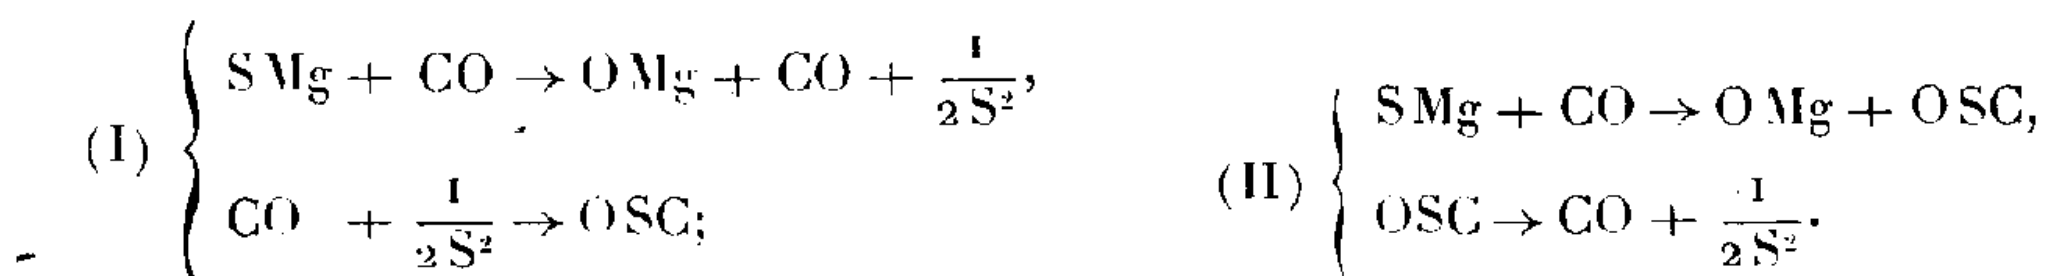 (I) { SMg + CO → OMg + CO + 1/(2S²),
CO + 1/(2S²) → OSC;
(II) { SMg + CO → OMg + OSC,
OSC → CO + 1/(2S²).